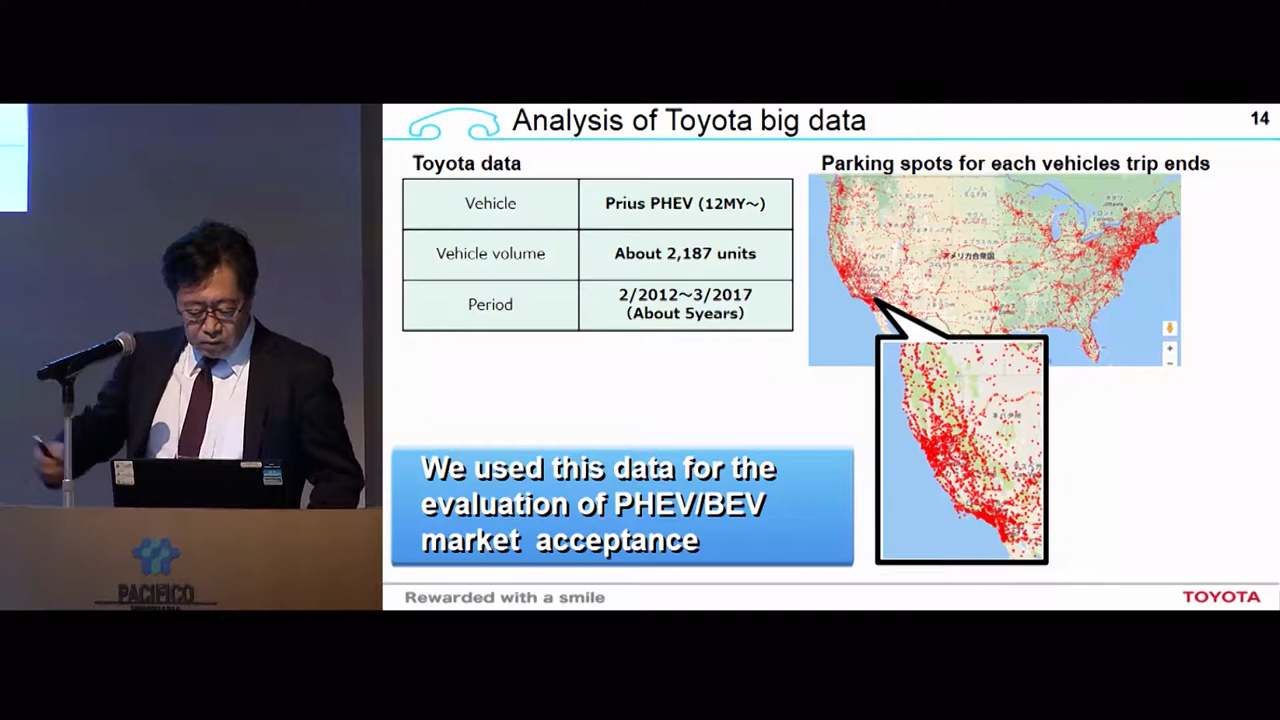 Analysis of Toyota big data
14
Toyota data
Vehicle
Prius PHEV (12MY～)
Vehicle volume
About 2,187 units
Period
2/2012～3/2017
(About 5years)
Parking spots for each vehicles trip ends
アメリカ合衆国
We used this data for the
evaluation of PHEV/BEV
market acceptance
Rewarded with a smile
TOYOTA
PACIFICO